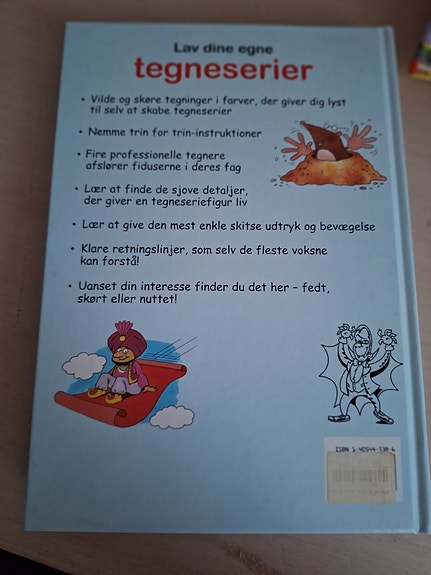 Lav dine egne
tegneserier
• Vilde og skøre tegninger i farver, der giver dig lyst
til selv at skabe tegneserier
• Nemme trin for trin-instruktioner
• Fire professionelle tegnere
afslører fiduserne i deres fag
• Lær at finde de sjove detaljer,
der giver en tegneseriefigur liv
• Lær at give den mest enkle skitse udtryk og bevægelse
• Klare retningslinjer, som selv de fleste voksne
kan forstå!
• Uanset din interesse finder du det her – fedt,
skørt eller nuttet!
ISBN